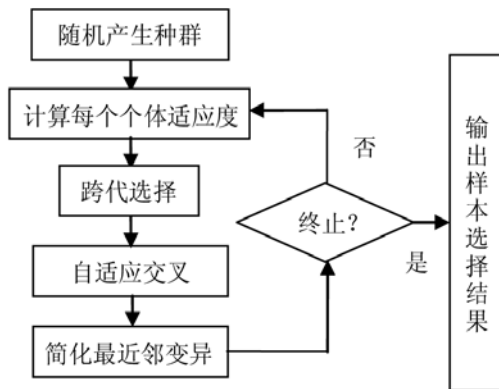 随机产生种群
计算每个个体适应度
跨代选择
自适应交叉
简化最近邻变异
否
终止?
是
输出样本选择结果